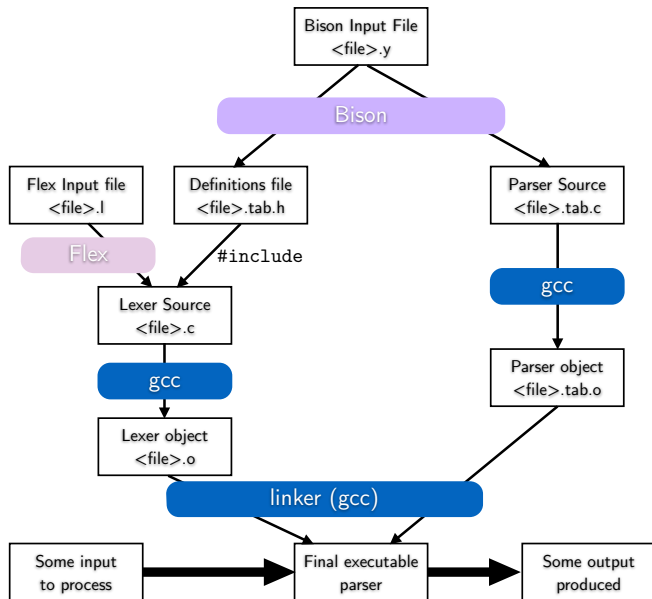 Bison Input File
<file>.y
Bison
Flex Input file
<file>.l
Definitions file
<file>.tab.h
Parser Source
<file>.tab.c
Flex
#include
gcc
Lexer Source
<file>.c
gcc
Parser object
<file>.tab.o
Lexer object
<file>.o
linker (gcc)
Some input
to process
Final executable
parser
Some output
produced